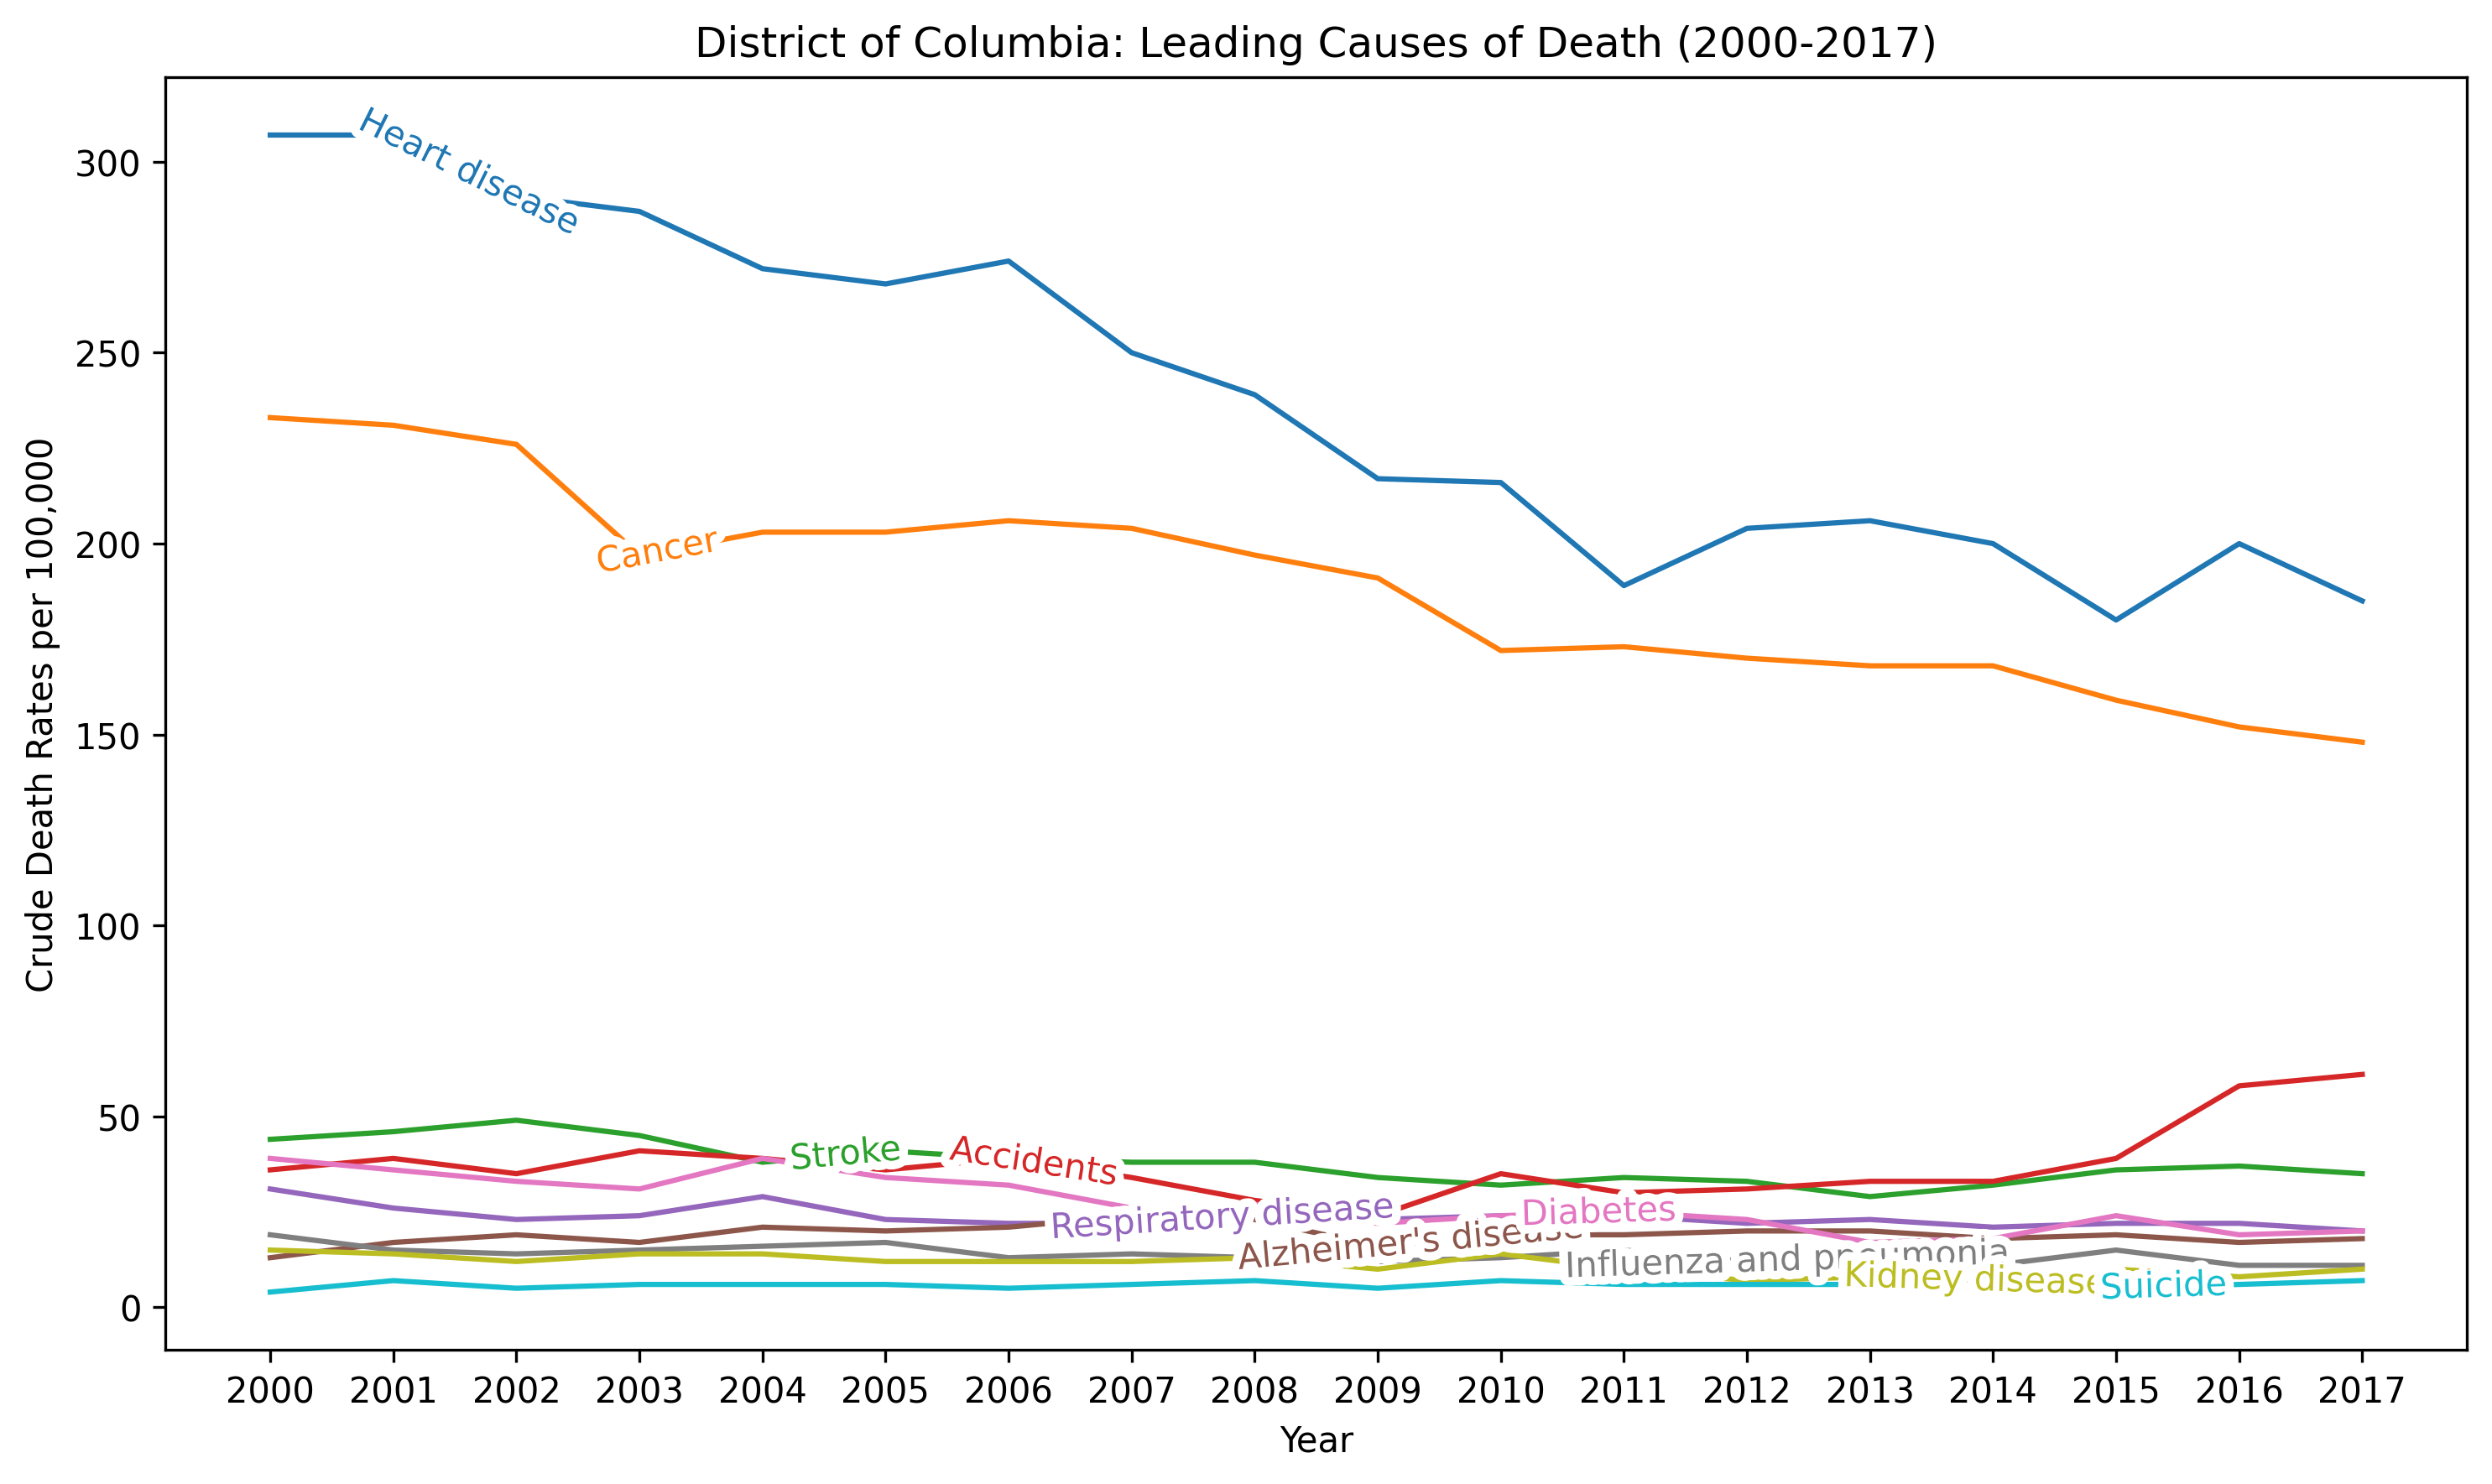 District of Columbia: Leading Causes of Death (2000-2017)
Crude Death Rates per 100,000
300
250
200
150
100
50
0
Heart disease
Cancer
Stroke
Accidents
Respiratory disease
Alzheimer's disease
Diabetes
Influenza and pneumonia
Kidney disease
Suicide
2000 2001 2002 2003 2004 2005 2006 2007 2008 2009 2010 2011 2012 2013 2014 2015 2016 2017
Year